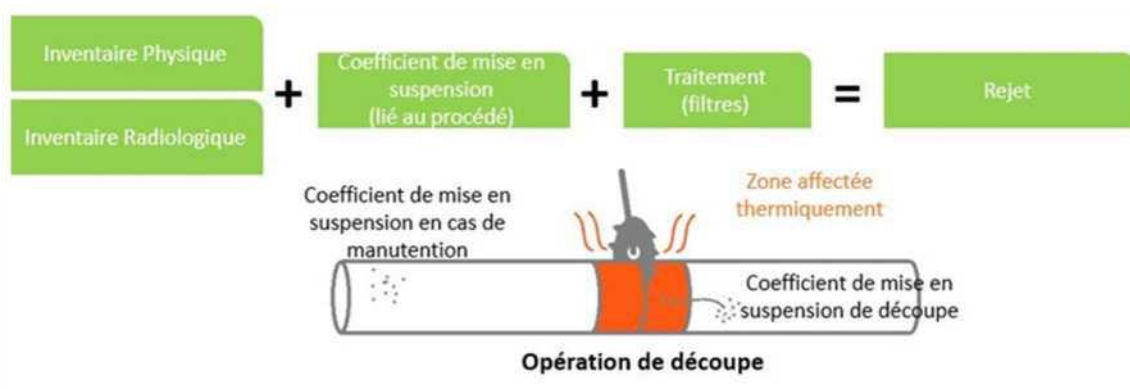 Inventaire Physique
Inventaire Radiologique
+
Coefficient de mise en
suspension
(lié au procédé)
+
Traitement
(filtres)
=
Rejet
Coefficient de mise en
suspension en cas de
manutention
Zone affectée
thermiquement
Coefficient de mise en
suspension de découpe
Opération de découpe